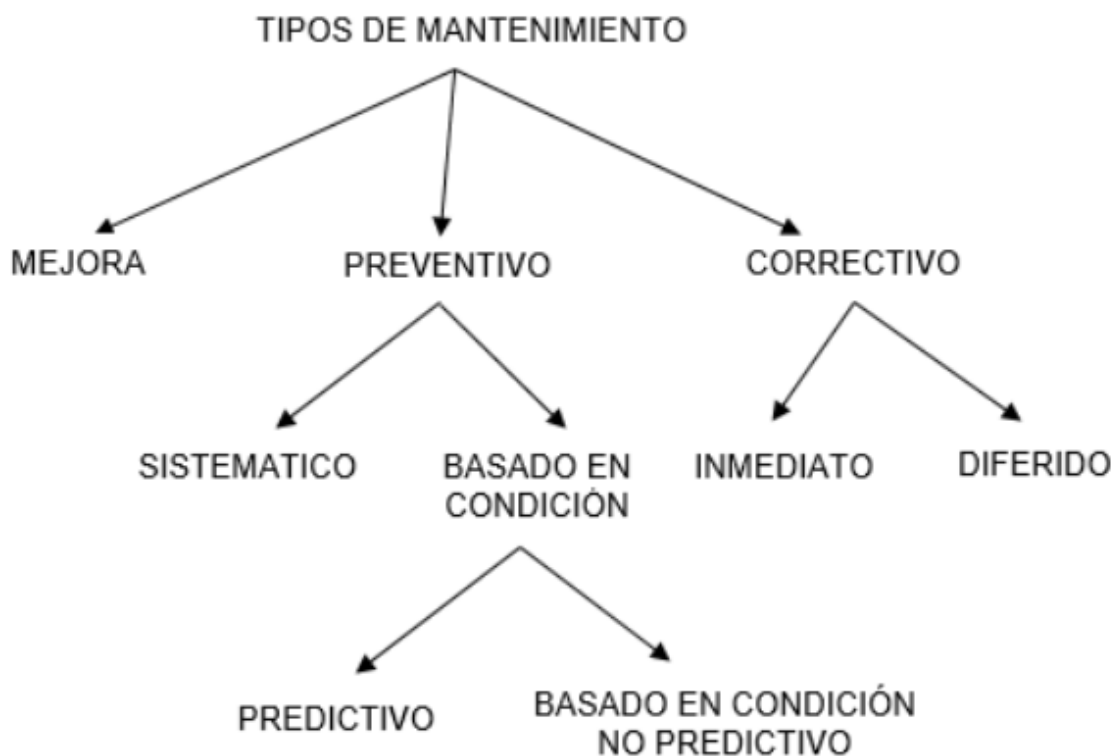 TIPOS DE MANTENIMIENTO
MEJORA
PREVENTIVO
CORRECTIVO
SISTEMATICO
BASADO EN
CONDICIÓN
INMEDIATO
DIFERIDO
PREDICTIVO
BASADO EN CONDICIÓN
NO PREDICTIVO